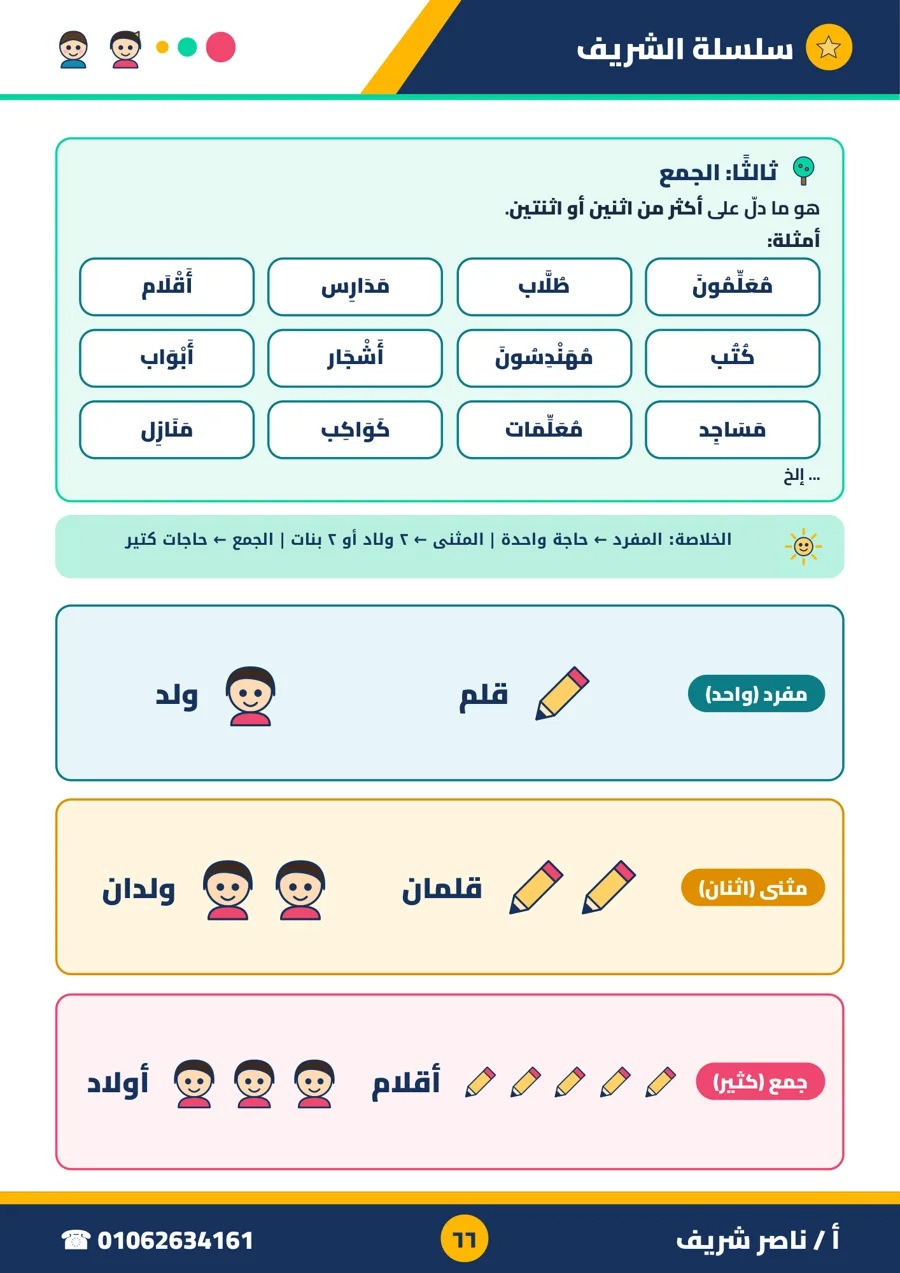 سلسلة الشريف
ثالثًا: الجمع
هو ما دلّ على أكثر من اثنين أو اثنتين.
أمثلة:
مُعَلِّمُونَ طُلَّاب مَدَارِس أَقْلَام
كُتُب مُهَنْدِسُونَ أَشْجَار أَبْوَاب
مَسَاجِد مُعَلِّمَات كَوَاكِب مَنَازِل
... إلخ
الخلاصة: المفرد ← حاجة واحدة | المثنى ← ٢ ولاد أو ٢ بنات | الجمع ← حاجات كتير
مفرد (واحد) قلم ولد
مثنى (اثنان) قلمان ولدان
جمع (كثير) أقلام أولاد
أ / ناصر شريف ٦٦ 01062634161 ☎